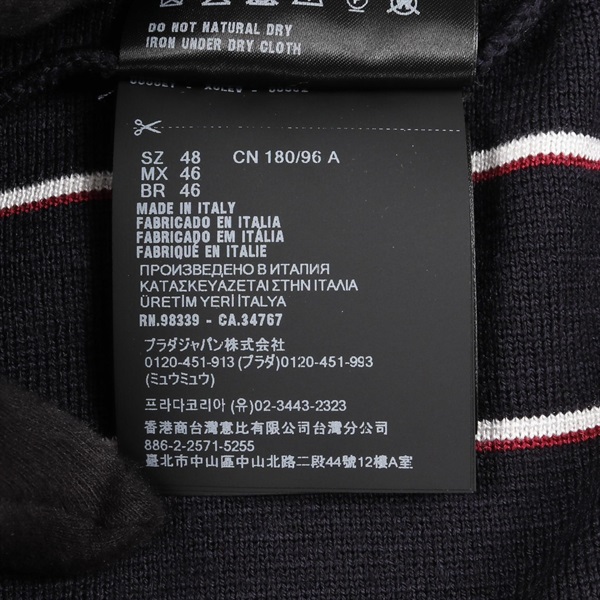 DO NOT NATURAL DRY
IRON UNDER DRY CLOTH
SZ 48 CN 180/96 A
MX 46
BR 46
MADE IN ITALY
FABRICADO EN ITALIA
FABRICADO EM ITÁLIA
FABRIQUÉ EN ITALIE
ПРОИЗВЕДЕНО В ИТАЛИЯ
ΚΑΤΑΣΚΕΥΑΖΕΤΑΙ ΣΤΗΝ ΙΤΑΛΙΑ
ÜRETİM YERİ İTALYA
RN.98339 - CA.34767
プラダジャパン株式会社
0120-451-913 (プラダ) 0120-451-993
(ミュウミュウ)
프라다코리아 (유) 02-3443-2323
香港商台灣意比有限公司台灣分公司
886-2-2571-5255
臺北市中山區中山北路二段44號12樓A室